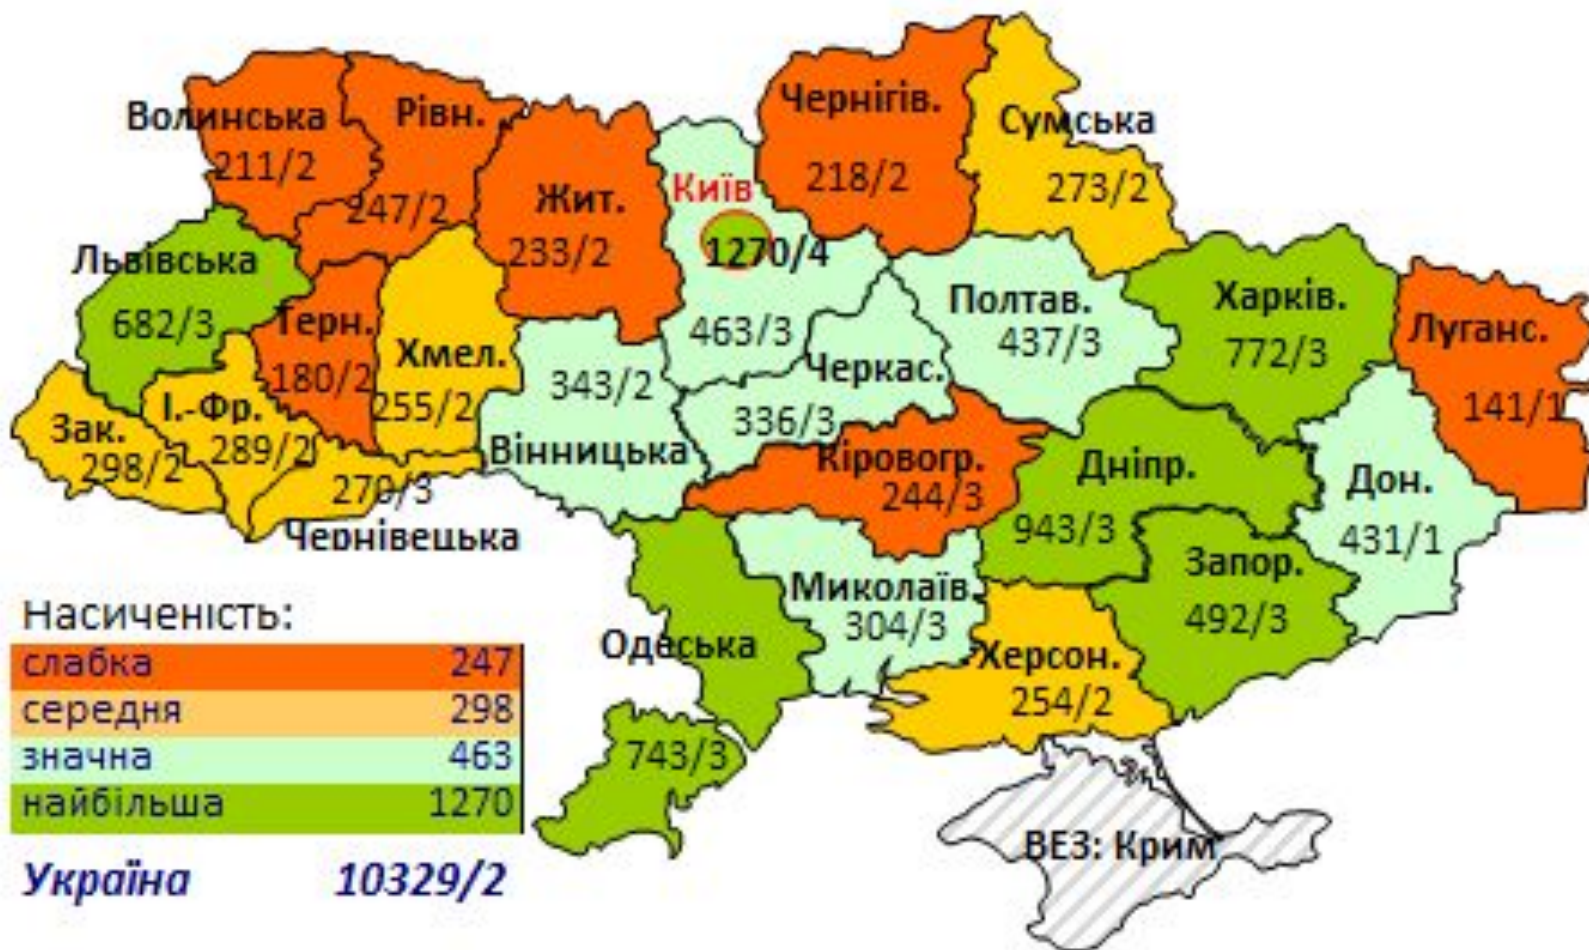 Волинська
211/2
Рівн.
247/2
Жит.
233/2
Київ
1270/4
463/3
Чернігів.
218/2
Сумська
273/2
Львівська
682/3
Терн.
180/2
Хмел.
255/2
343/2
Вінницька
Черкас.
336/3
Полтав.
437/3
Харків.
772/3
Луганс.
141/1
Зак.
298/2
І.-Фр.
289/2
270/3
Чернівецька
Кіровогр.
244/3
Дніпр.
943/3
Дон.
431/1
Запор.
492/3
Миколаїв.
304/3
Одеська
743/3
Херсон.
254/2
ВЕЗ: Крим
Насиченість:
слабка 247
середня 298
значна 463
найбільша 1270
Україна 10329/2